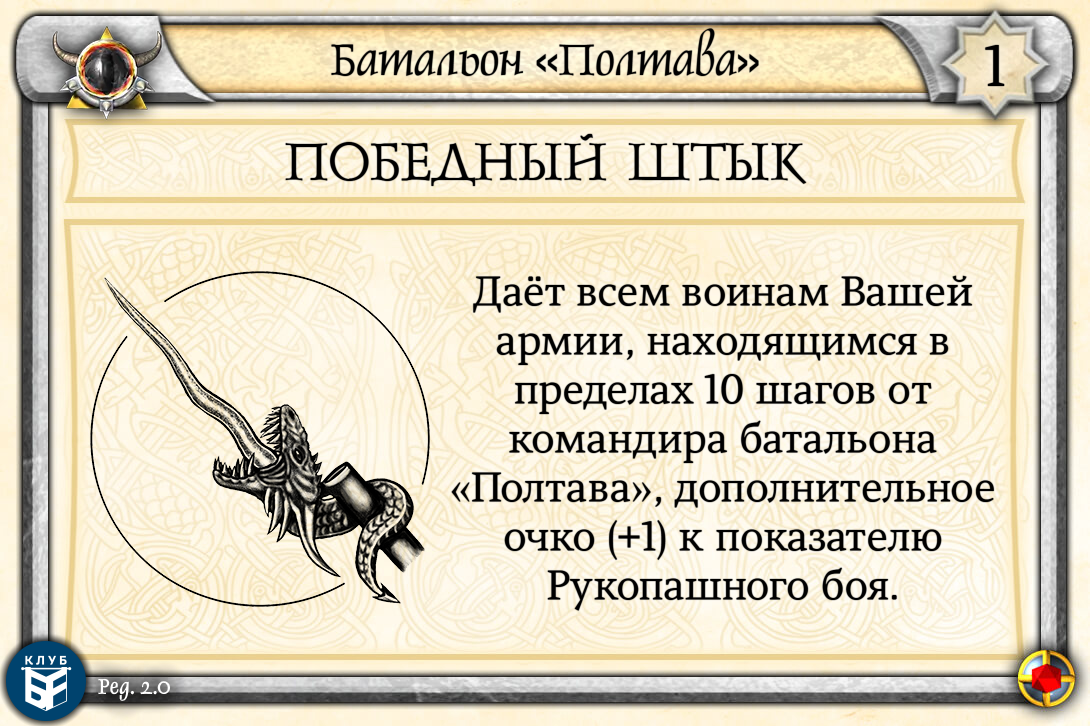 Батальон «Полтава»
1
ПОБЕДНЫЙ ШТЫК
Даёт всем воинам Вашей
армии, находящимся в
пределах 10 шагов от
командира батальона
«Полтава», дополнительное
очко (+1) к показателю
Рукопашного боя.
КЛУБ
Ред. 2.0